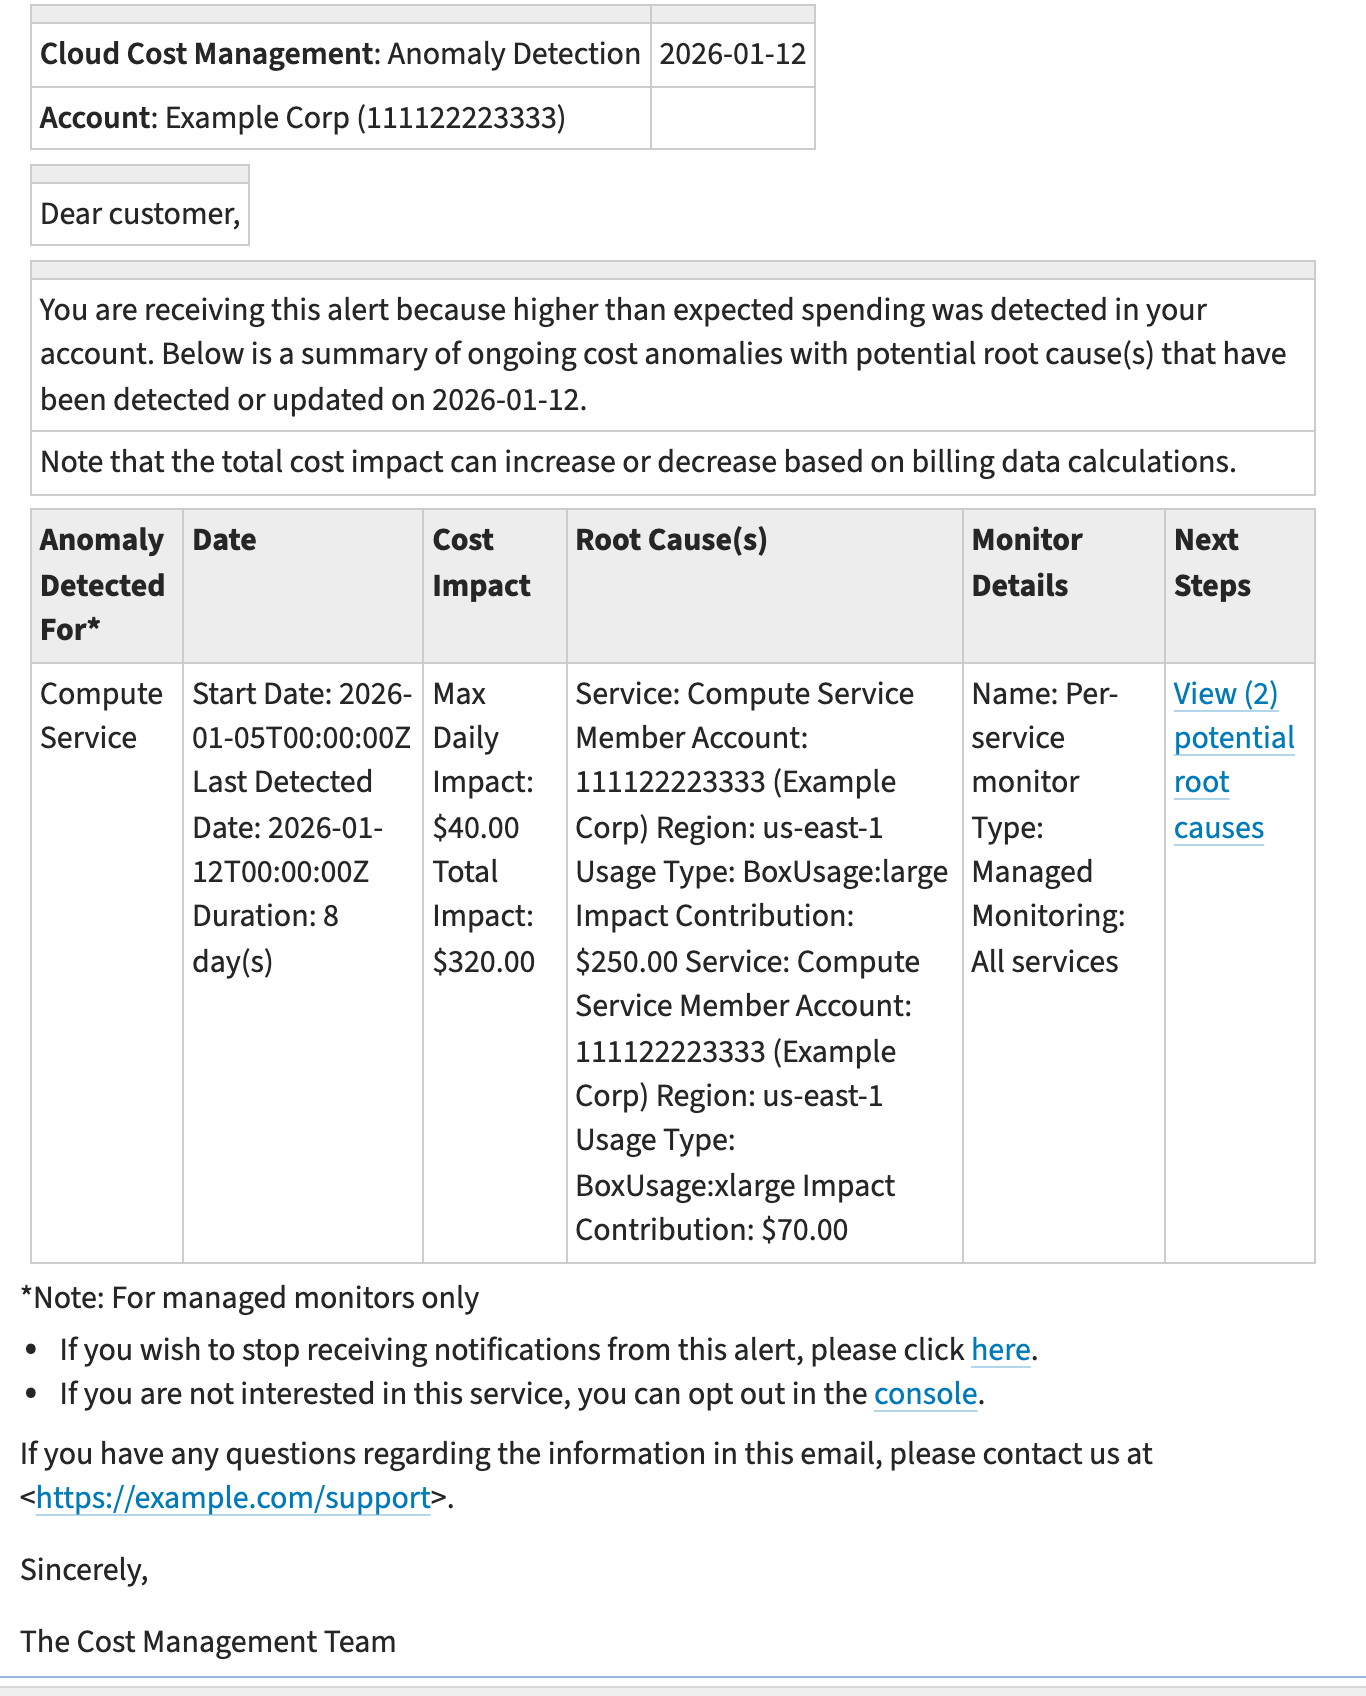 Cloud Cost Management: Anomaly Detection 2026-01-12
Account: Example Corp (111122223333)
Dear customer,
You are receiving this alert because higher than expected spending was detected in your
account. Below is a summary of ongoing cost anomalies with potential root cause(s) that have
been detected or updated on 2026-01-12.
Note that the total cost impact can increase or decrease based on billing data calculations.
Anomaly
Detected
For*
Date
Cost
Impact
Root Cause(s)
Monitor
Details
Next
Steps
Compute
Service
Start Date: 2026-
01-05T00:00:00Z
Last Detected
Date: 2026-01-
12T00:00:00Z
Duration: 8
day(s)
Max
Daily
Impact:
$40.00
Total
Impact:
$320.00
Service: Compute Service
Member Account:
111122223333 (Example
Corp) Region: us-east-1
Usage Type: BoxUsage:large
Impact Contribution:
$250.00 Service: Compute
Service Member Account:
111122223333 (Example
Corp) Region: us-east-1
Usage Type:
BoxUsage:xlarge Impact
Contribution: $70.00
Name: Per-
service
monitor
Type:
Managed
Monitoring:
All services
View (2)
potential
root
causes
*Note: For managed monitors only
• If you wish to stop receiving notifications from this alert, please click here.
• If you are not interested in this service, you can opt out in the console.
If you have any questions regarding the information in this email, please contact us at
<https://example.com/support>.
Sincerely,
The Cost Management Team